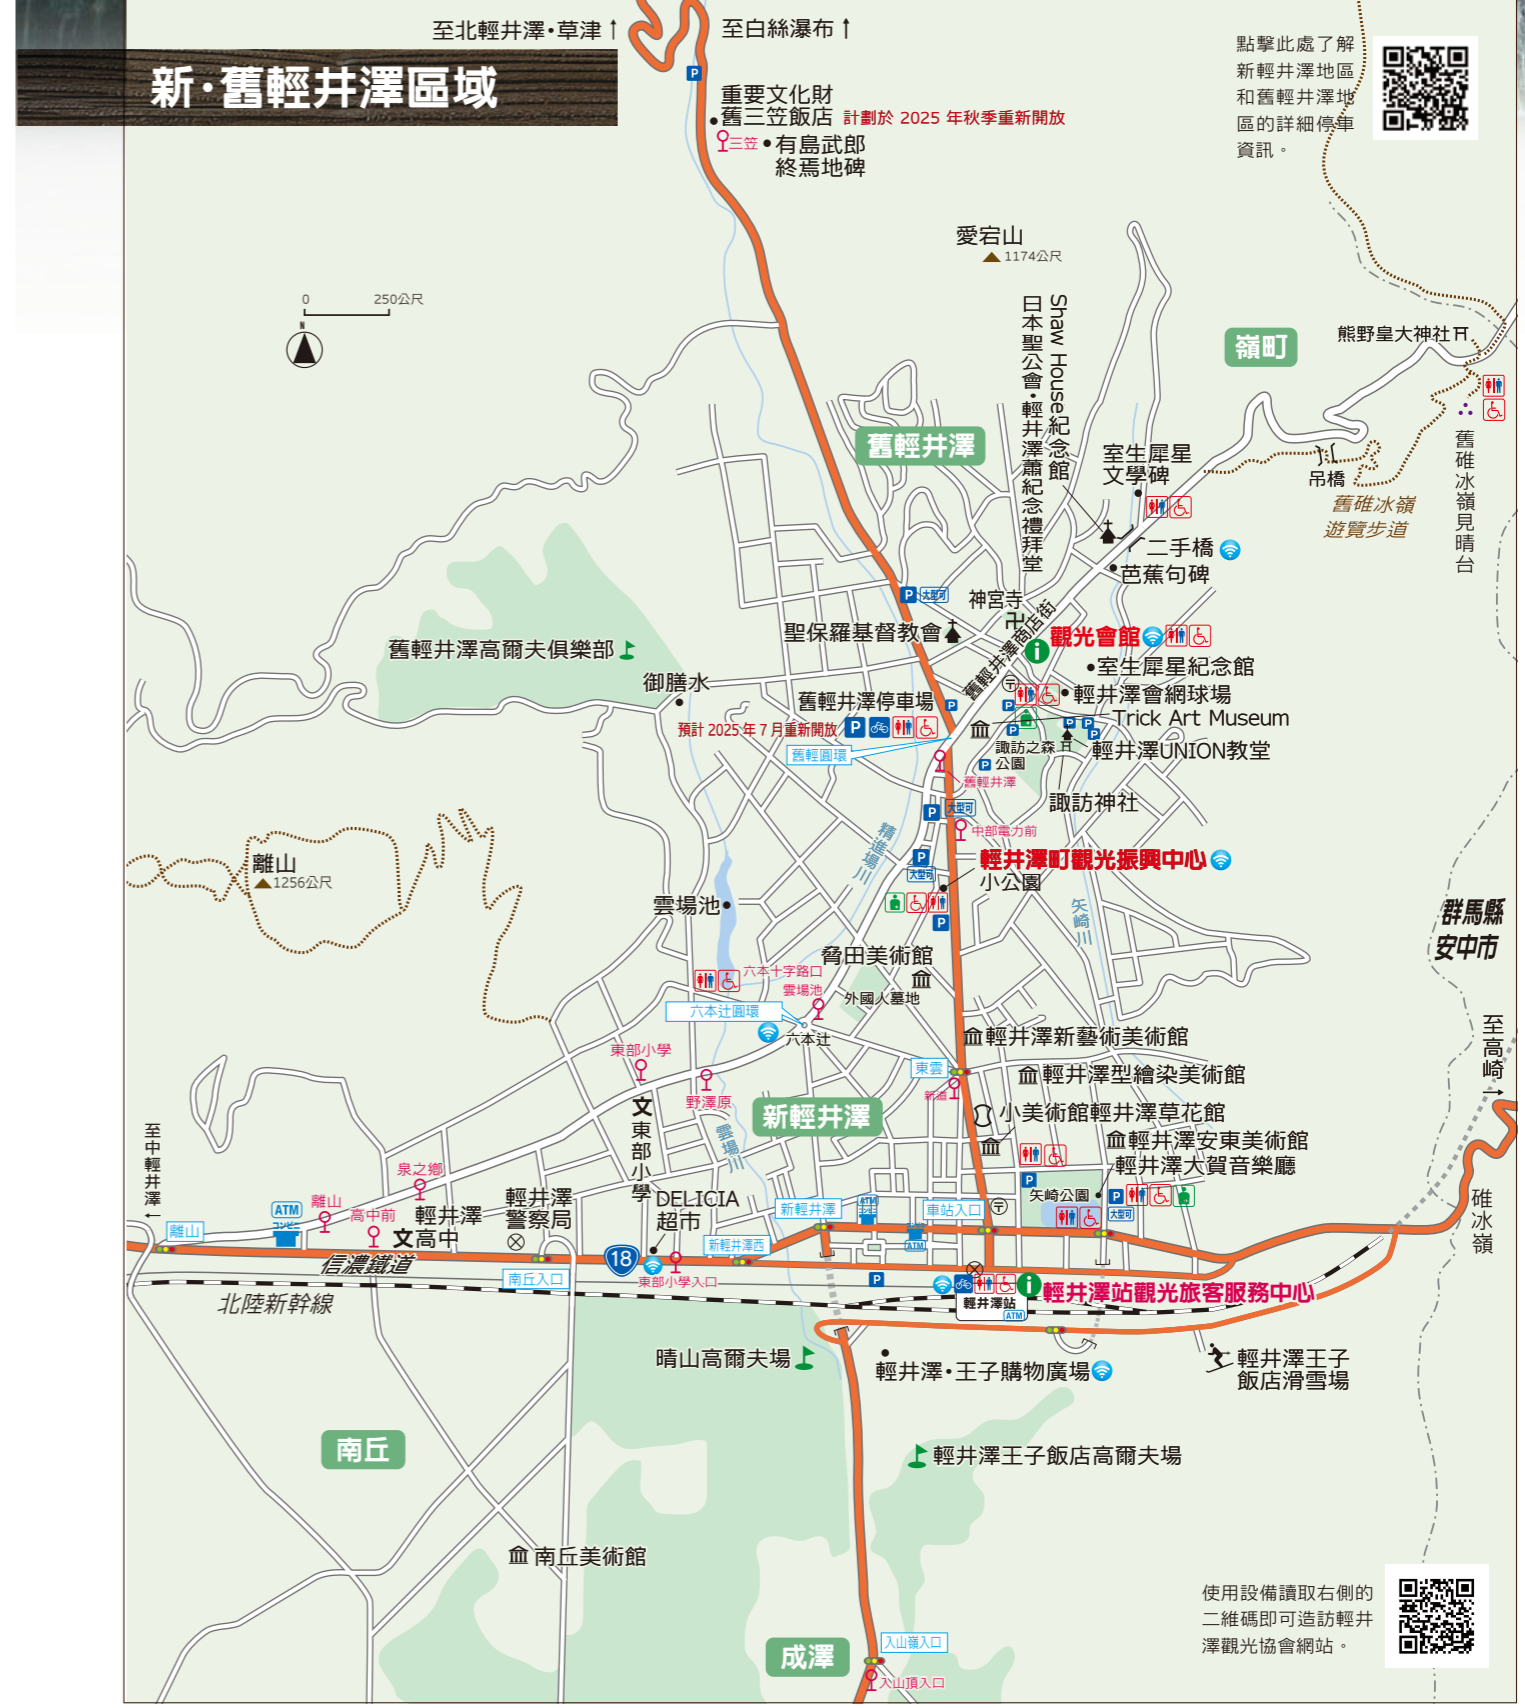 至北輕井澤・草津↑
至白絲瀑布↑
新・舊輕井澤區域
點擊此處了解
新輕井澤地區
和舊輕井澤地
區的詳細停車
資訊。
P
重要文化財
舊三笠飯店 計劃於 2025 年秋季重新開放
三笠
有島武郎
終焉地碑
愛宕山
1174公尺
0 250公尺
N
Shaw House紀念館
日本聖公會・輕井澤蕭紀念禮拜堂
嶺町
熊野皇大神社
舊輕井澤
室生犀星
文學碑
吊橋
舊碓冰嶺
遊覽步道
舊碓冰嶺見晴台
二手橋
芭蕉句碑
P 大型可
神宮寺
舊輕井澤商店街
聖保羅基督教會
觀光會館
室生犀星紀念館
舊輕井澤高爾夫俱樂部
御膳水
舊輕井澤停車場
預計 2025 年 7 月重新開放
P
舊輕圓環
輕井澤會網球場
Trick Art Museum
諏訪之森
公園
輕井澤UNION教堂
舊輕井澤
諏訪神社
P 大型可
中部電力前
精進場川
輕井澤町觀光振興中心
小公園
P
大型可
P
離山
1256公尺
雲場池
矢崎川
群馬縣
安中市
脅田美術館
六本十字路口
雲場池
外國人墓地
六本辻圓環
六本辻
至高崎→
輕井澤新藝術美術館
東雲
輕井澤型繪染美術館
東部小學
野澤原
新道
小美術館輕井澤草花館
新輕井澤
文
東部小學
雲場川
輕井澤安東美術館
輕井澤大賀音樂廳
至中輕井澤←
泉之鄉
離山
高中前
ATM
コンビニ
離山
輕井澤
文高中
輕井澤
警察局
DELICIA
超市
新輕井澤
ATM
車站入口
矢崎公園
P
P
大型可
碓冰嶺
新輕井澤西
ATM
18
信濃鐵道
南丘入口
東部小學入口
P
北陸新幹線
輕井澤站
ATM
輕井澤站觀光旅客服務中心
晴山高爾夫場
輕井澤・王子購物廣場
輕井澤王子
飯店滑雪場
南丘
輕井澤王子飯店高爾夫場
南丘美術館
使用設備讀取右側的
二維碼即可造訪輕井
澤觀光協會網站。
成澤
入山嶺入口
入山頂入口